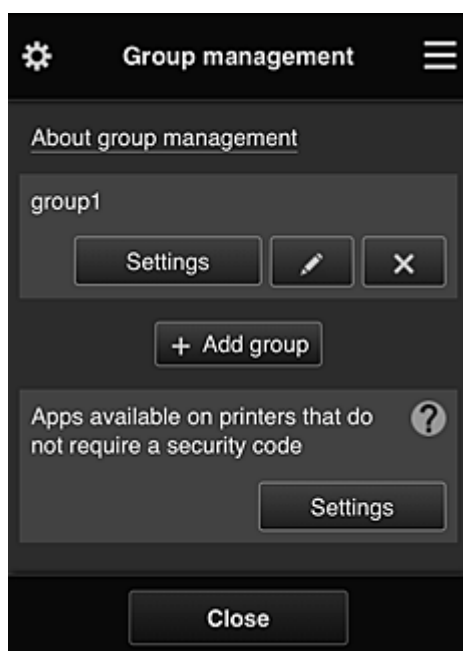 Group management
About group management
group1
Settings
+ Add group
Apps available on printers that do
not require a security code
?
Settings
Close